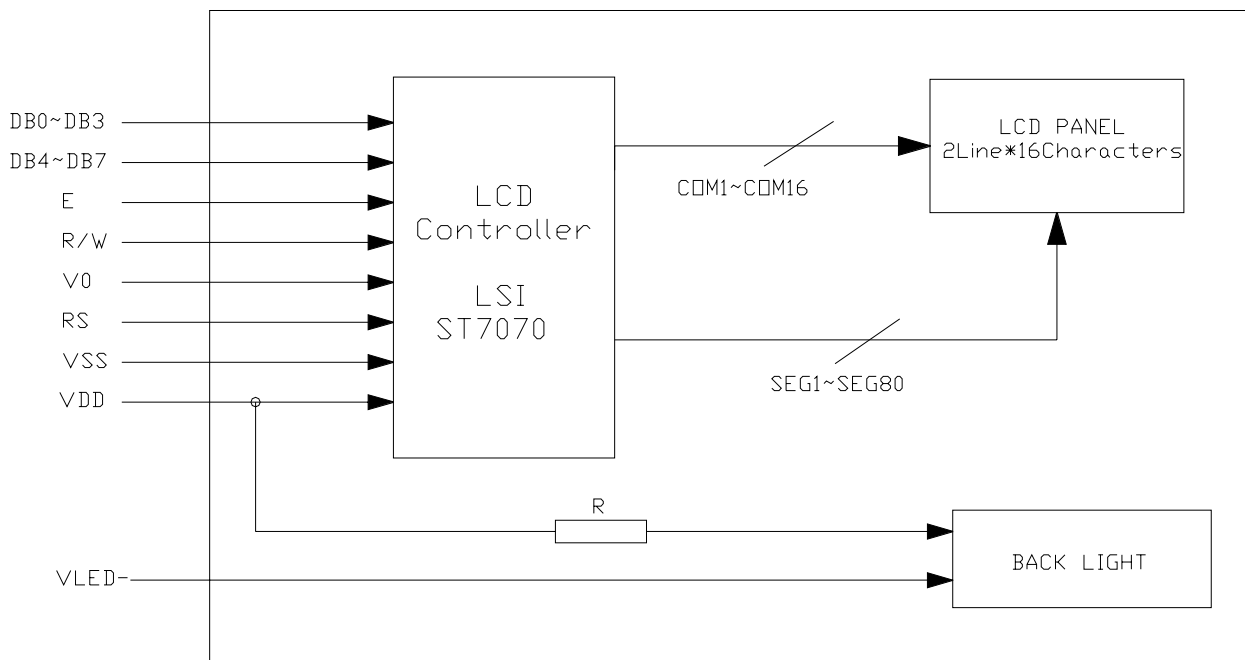 DB0~DB3
DB4~DB7
E
R/W
V0
RS
VSS
VDD
VLED-
LCD
Controller
LSI
ST7070
COM1~COM16
SEG1~SEG80
LCD PANEL
2Line*16Characters
R
BACK LIGHT